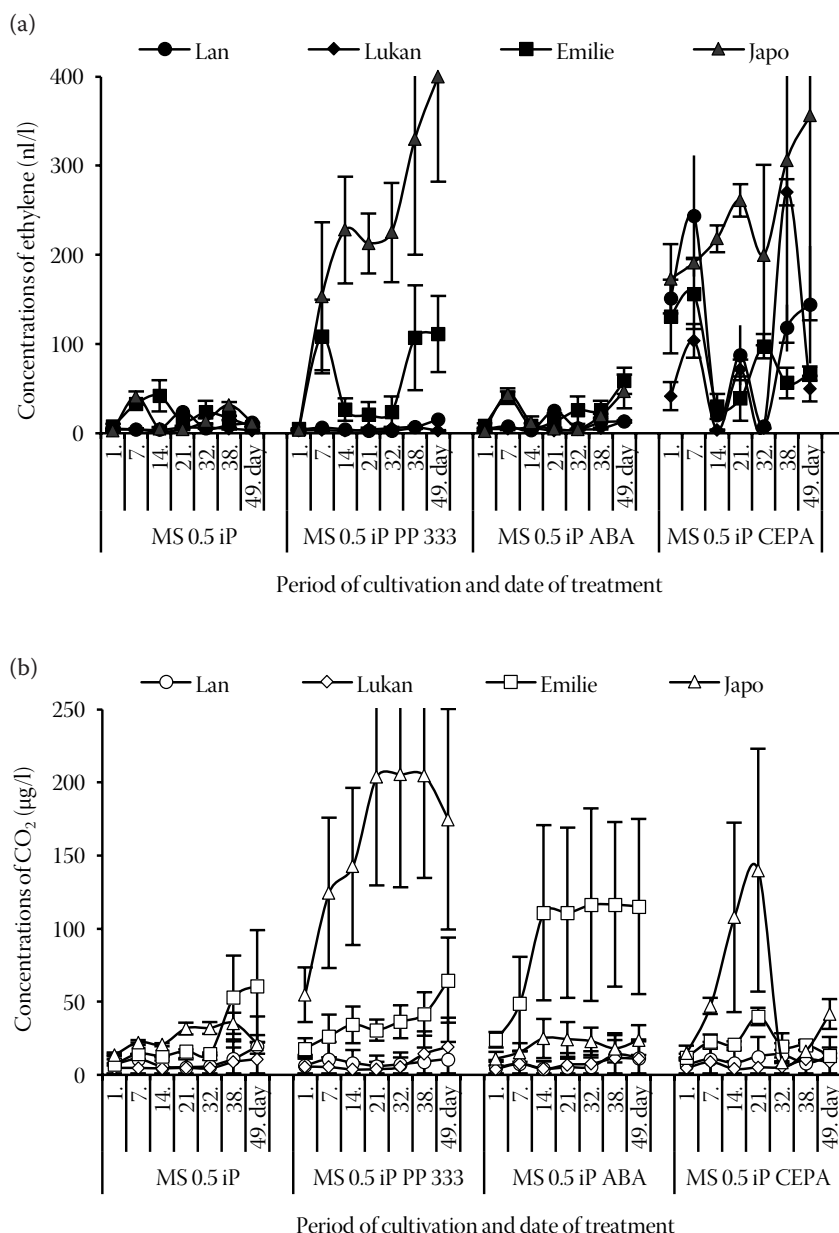 (a)
Lan Lukan Emilie Japo
Concentrations of ethylene (nl/l)
400
300
200
100
0
1. 7. 14. 21. 32. 38. 49. day 1. 7. 14. 21. 32. 38. 49. day 1. 7. 14. 21. 32. 38. 49. day 1. 7. 14. 21. 32. 38. 49. day
MS 0.5 iP MS 0.5 iP PP 333 MS 0.5 iP ABA MS 0.5 iP CEPA
Period of cultivation and date of treatment
(b)
Lan Lukan Emilie Japo
Concentrations of CO₂ (µg/l)
250
200
150
100
50
0
1. 7. 14. 21. 32. 38. 49. day 1. 7. 14. 21. 32. 38. 49. day 1. 7. 14. 21. 32. 38. 49. day 1. 7. 14. 21. 32. 38. 49. day
MS 0.5 iP MS 0.5 iP PP 333 MS 0.5 iP ABA MS 0.5 iP CEPA
Period of cultivation and date of treatment